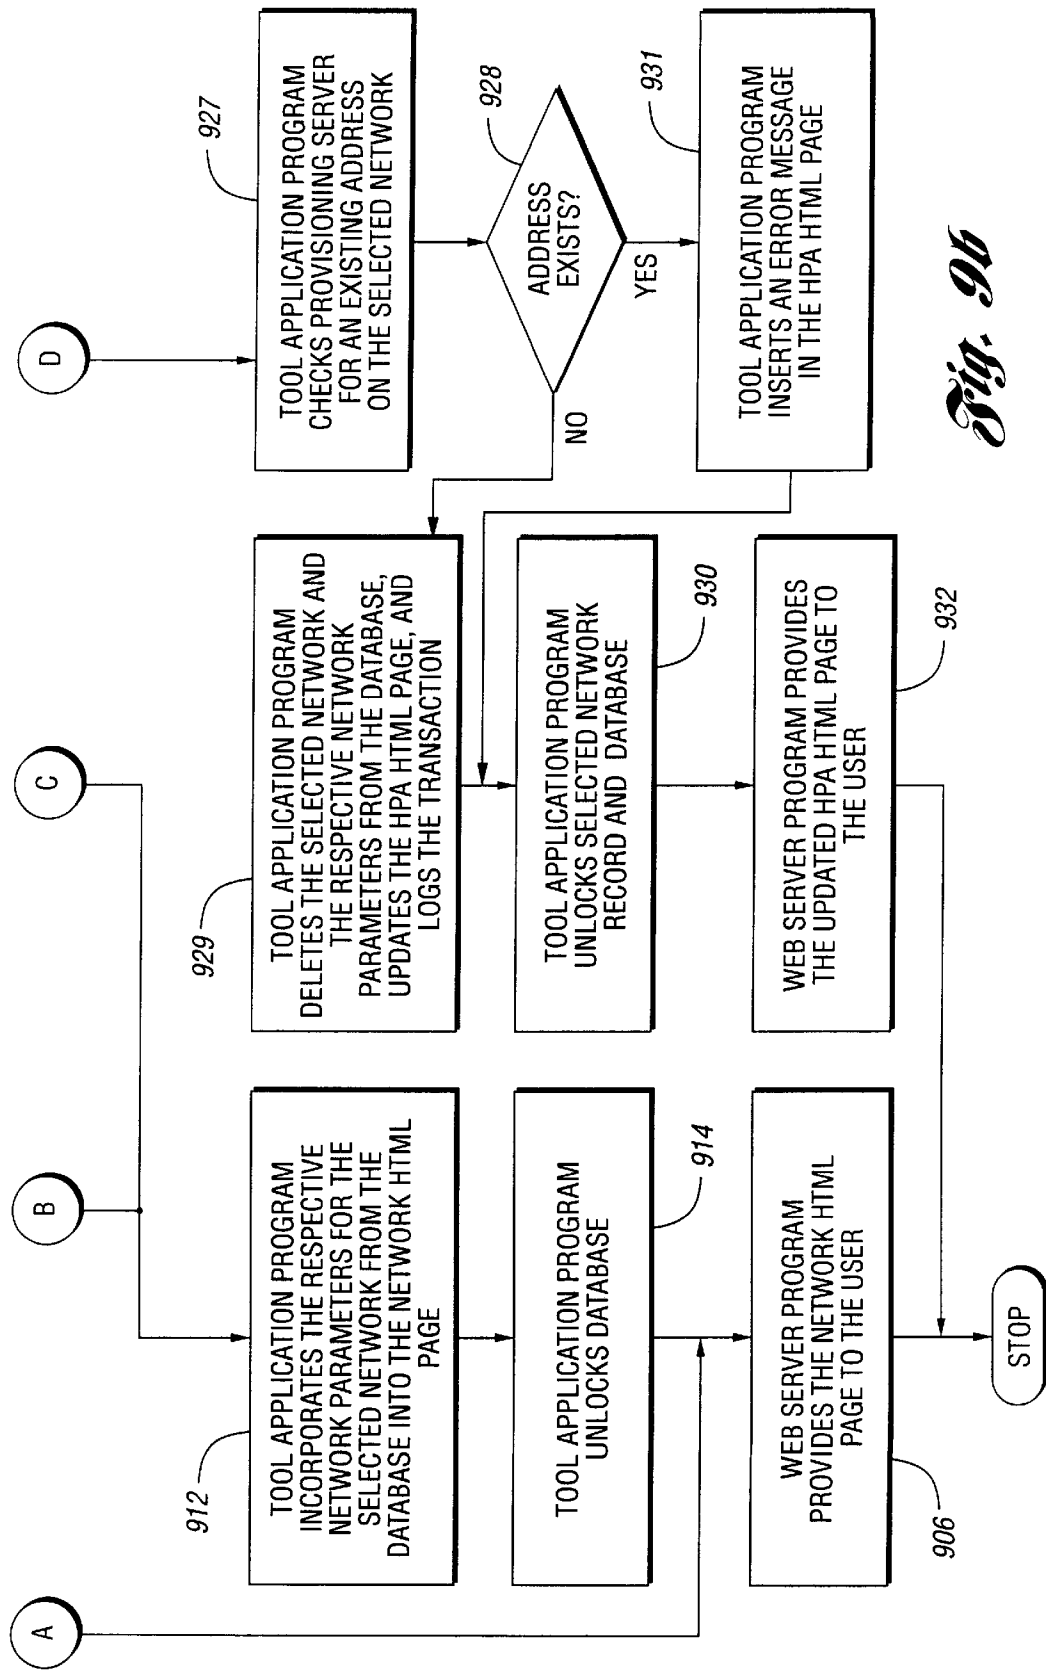 A
B
C
D
912
TOOL APPLICATION PROGRAM
INCORPORATES THE RESPECTIVE
NETWORK PARAMETERS FOR THE
SELECTED NETWORK FROM THE
DATABASE INTO THE NETWORK HTML
PAGE
TOOL APPLICATION PROGRAM
UNLOCKS DATABASE
914
WEB SERVER PROGRAM
PROVIDES THE NETWORK HTML
PAGE TO THE USER
906
STOP
929
TOOL APPLICATION PROGRAM
DELETES THE SELECTED NETWORK AND
THE RESPECTIVE NETWORK
PARAMETERS FROM THE DATABASE,
UPDATES THE HPA HTML PAGE, AND
LOGS THE TRANSACTION
TOOL APPLICATION PROGRAM
UNLOCKS SELECTED NETWORK
RECORD AND DATABASE
930
WEB SERVER PROGRAM PROVIDES
THE UPDATED HPA HTML PAGE TO
THE USER
932
927
TOOL APPLICATION PROGRAM
CHECKS PROVISIONING SERVER
FOR AN EXISTING ADDRESS
ON THE SELECTED NETWORK
928
ADDRESS
EXISTS?
NO
YES
931
TOOL APPLICATION PROGRAM
INSERTS AN ERROR MESSAGE
IN THE HPA HTML PAGE
Fig. 9b